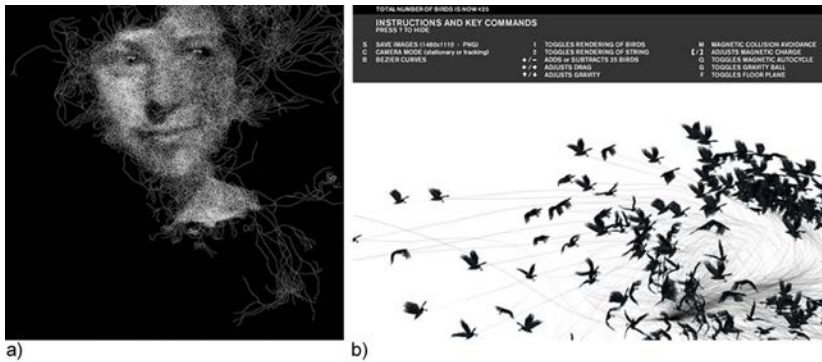 TOTAL NUMBER OF BIRDS IS NOW 425
INSTRUCTIONS AND KEY COMMANDS
PRESS ? TO HIDE
S SAVE IMAGES (1480x1110 - PNG)
C CAMERA MODE (stationary or tracking)
B BEZIER CURVES
1 TOGGLES RENDERING OF BIRDS
2 TOGGLES RENDERING OF STRING
+/- ADDS or SUBTRACTS 25 BIRDS
ADJUSTS DRAG
ADJUSTS GRAVITY
M MAGNETIC COLLISION AVOIDANCE
[/] ADJUSTS MAGNETIC CHARGE
Q TOGGLES MAGNETIC AUTOCYCLE
G TOGGLES GRAVITY BALL
F TOGGLES FLOOR PLANE
a)
b)